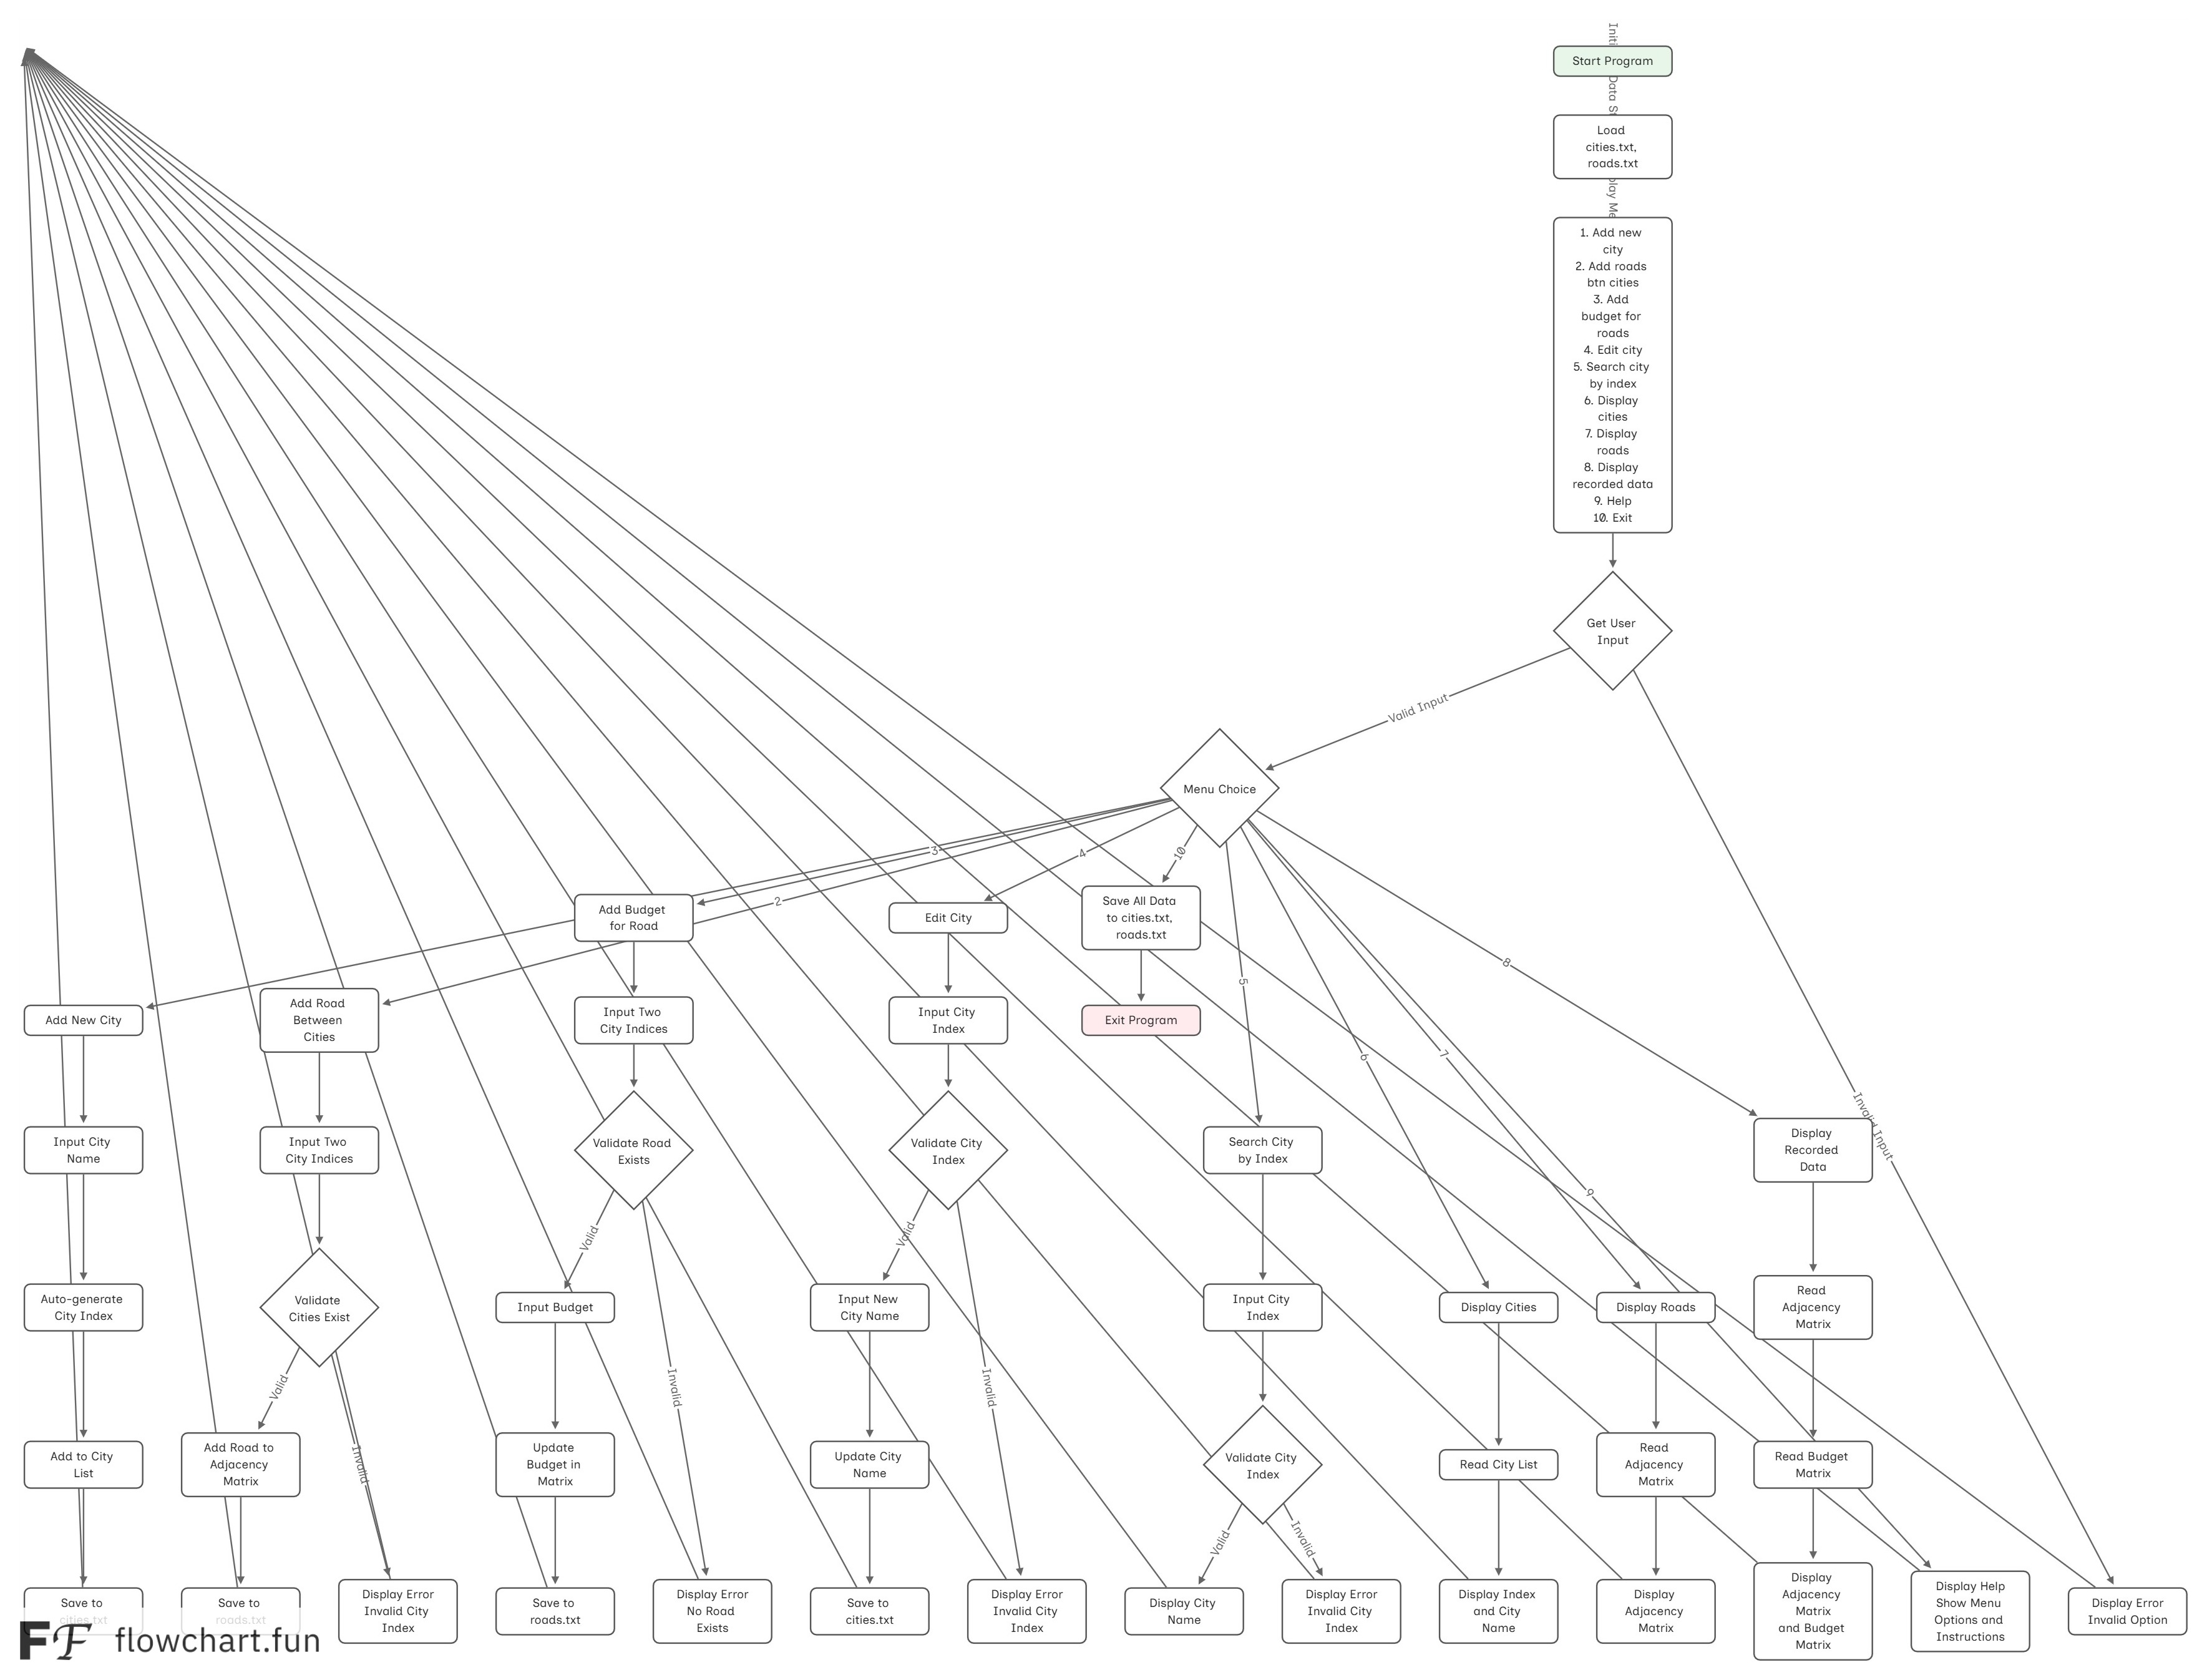 Start Program
Load
cities.txt,
roads.txt
1. Add new
city
2. Add roads
btn cities
3. Add
budget for
roads
4. Edit city
5. Search city
by index
6. Display
cities
7. Display
roads
8. Display
recorded data
9. Help
10. Exit
Get User
Input
Valid Input
Invalid Input
Menu Choice
3
2
4
10
5
6
7
9
8
Add Budget
for Road
Edit City
Save All Data
to cities.txt,
roads.txt
Add New City
Add Road
Between
Cities
Input Two
City Indices
Input City
Index
Exit Program
Input City
Name
Input Two
City Indices
Validate Road
Exists
Validate City
Index
Search City
by Index
Display
Recorded
Data
Valid
Valid
Auto-generate
City Index
Validate
Cities Exist
Input Budget
Input New
City Name
Input City
Index
Display Cities
Display Roads
Read
Adjacency
Matrix
Valid
Invalid
Invalid
Invalid
Add to City
List
Add Road to
Adjacency
Matrix
Update
Budget in
Matrix
Update City
Name
Validate City
Index
Read City List
Read
Adjacency
Matrix
Read Budget
Matrix
Valid
Invalid
Save to
cities.txt
Save to
roads.txt
Display Error
Invalid City
Index
Save to
roads.txt
Display Error
No Road
Exists
Save to
cities.txt
Display Error
Invalid City
Index
Display City
Name
Display Error
Invalid City
Index
Display Index
and City
Name
Display
Adjacency
Matrix
Display
Adjacency
Matrix
and Budget
Matrix
Display Help
Show Menu
Options and
Instructions
Display Error
Invalid Option
FF flowchart.fun